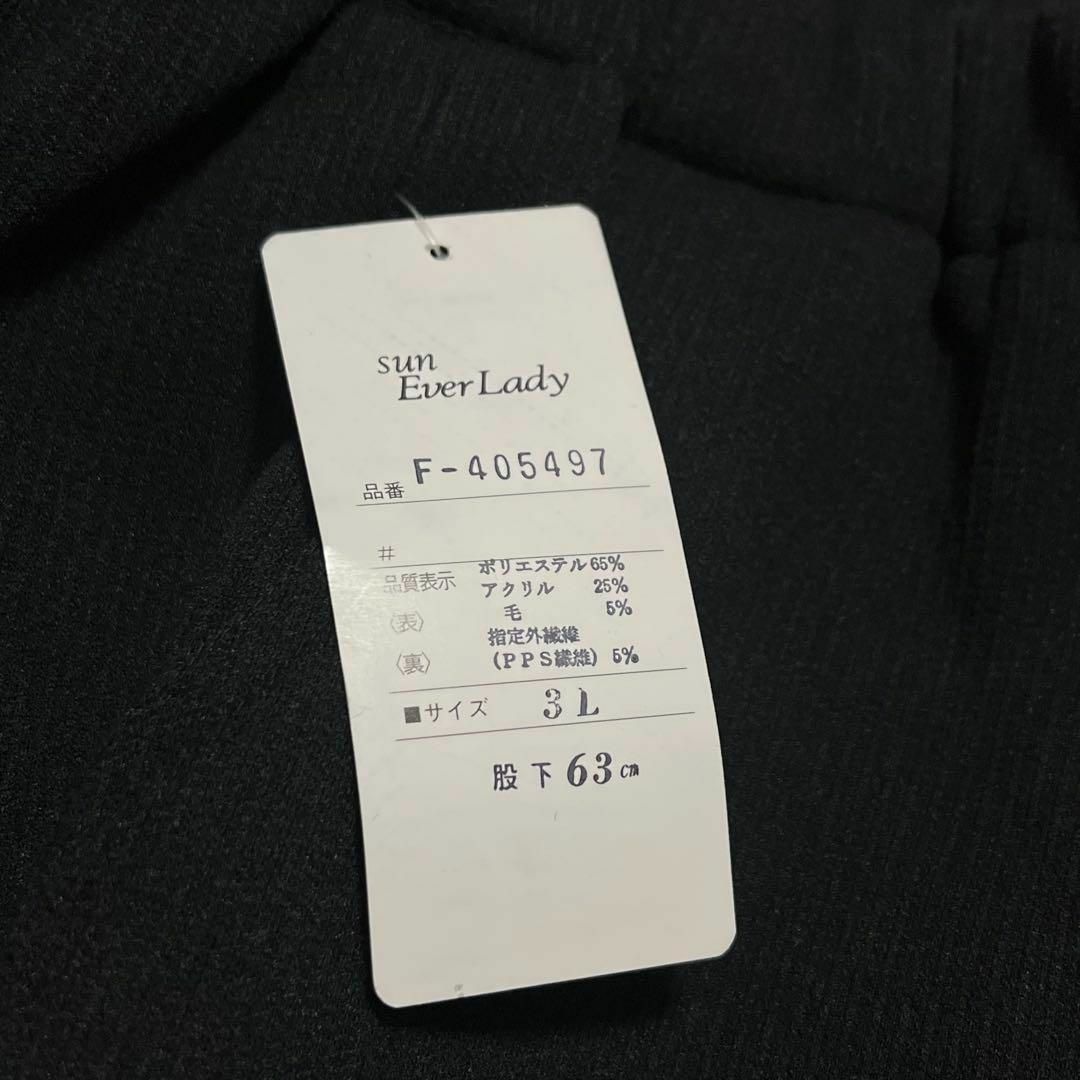 sun
Ever Lady
品番 F-405497
#
品質表示 ポリエステル 65%
アクリル 25%
〈表〉 毛 5%
指定外繊維
〈裏〉 (PPS繊維) 5%
■サイズ 3L
股下 63cm